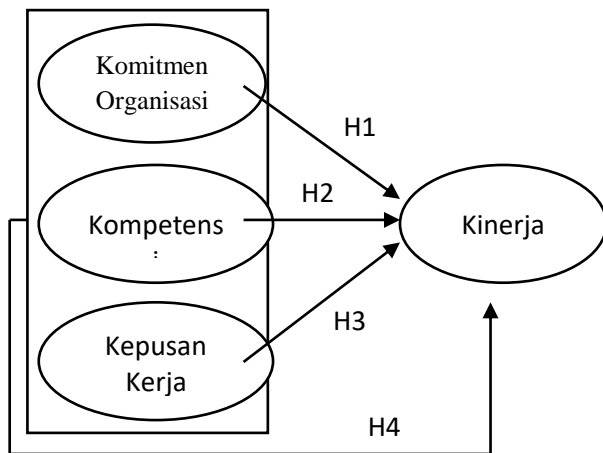 Komitmen
Organisasi
H1
H2
Kompetens
Kinerja
H3
Kepusan
Kerja
H4